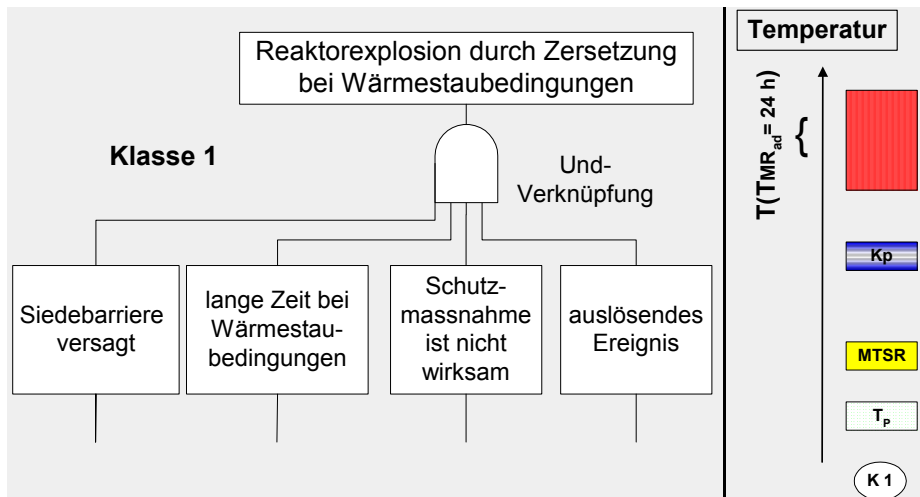 Reaktorexplosion durch Zersetzung
bei Wärmestaubedingungen
Klasse 1
Und-
Verknüpfung
Siedebarriere
versagt
lange Zeit bei
Wärmestau-
bedingungen
Schutz-
massnahme
ist nicht
wirksam
auslösendes
Ereignis
Temperatur
T(TMRad= 24 h)
{
Kp
MTSR
TP
K 1